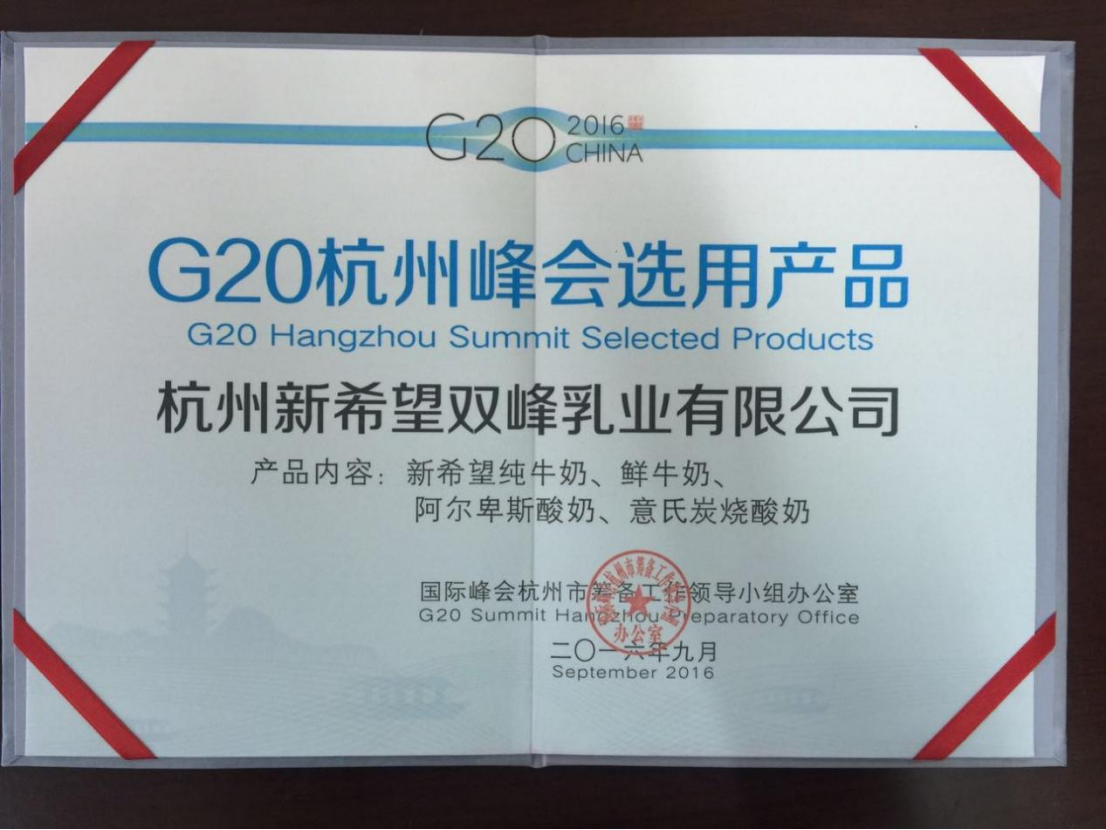 G20 2016
CHINA
G20杭州峰会选用产品
G20 Hangzhou Summit Selected Products
杭州新希望双峰乳业有限公司
产品内容：新希望纯牛奶、鲜牛奶、
阿尔卑斯酸奶、意氏炭烧酸奶
国际峰会杭州市筹备工作领导小组办公室
G20 Summit Hangzhou Preparatory Office
办公室
二〇一六年九月
September 2016